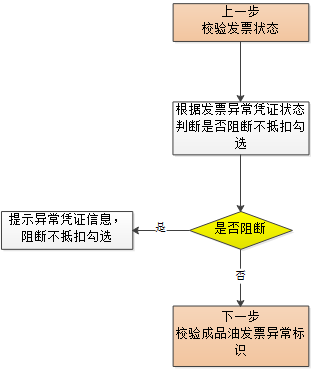 上一步
校验发票状态
根据发票异常凭证状态
判断是否阻断不抵扣勾
选
提示异常凭证信息，
阻断不抵扣勾选
是
是否阻断
否
下一步
校验成品油发票异常标
识